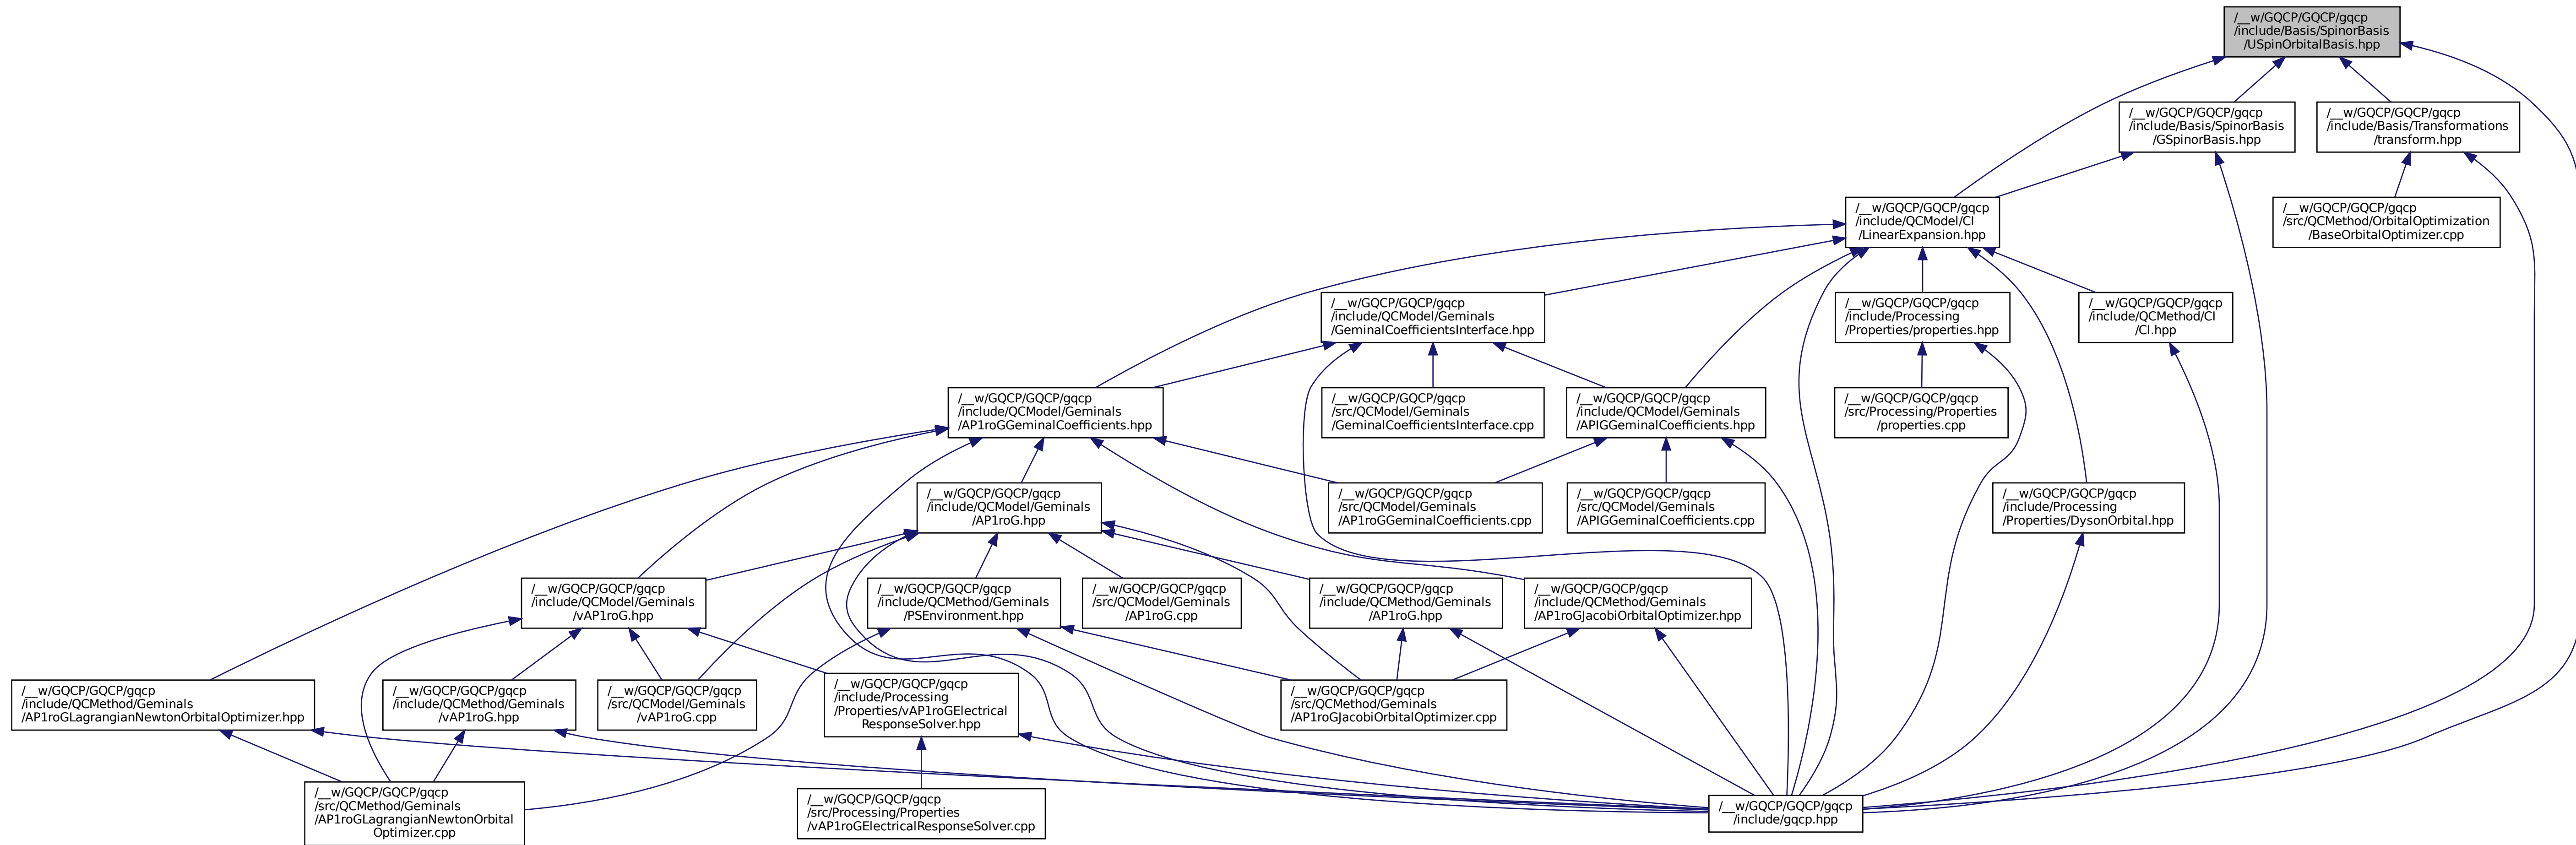 /__w/GQCP/GQCP/gqcp
/include/Basis/SpinorBasis
/USpinOrbitalBasis.hpp
/__w/GQCP/GQCP/gqcp
/include/Basis/SpinorBasis
/GSpinorBasis.hpp
/__w/GQCP/GQCP/gqcp
/include/Basis/Transformations
/transform.hpp
/__w/GQCP/GQCP/gqcp
/include/QCModel/CI
/LinearExpansion.hpp
/__w/GQCP/GQCP/gqcp
/src/QCMethod/OrbitalOptimization
/BaseOrbitalOptimizer.cpp
/__w/GQCP/GQCP/gqcp
/include/QCModel/Geminals
/GeminalCoefficientsInterface.hpp
/__w/GQCP/GQCP/gqcp
/include/Processing
/Properties/properties.hpp
/__w/GQCP/GQCP/gqcp
/include/QCMethod/CI
/CI.hpp
/__w/GQCP/GQCP/gqcp
/include/QCModel/Geminals
/AP1roGGeminalCoefficients.hpp
/__w/GQCP/GQCP/gqcp
/src/QCModel/Geminals
/GeminalCoefficientsInterface.cpp
/__w/GQCP/GQCP/gqcp
/include/QCModel/Geminals
/APIGGeminalCoefficients.hpp
/__w/GQCP/GQCP/gqcp
/src/Processing/Properties
/properties.cpp
/__w/GQCP/GQCP/gqcp
/include/QCModel/Geminals
/AP1roG.hpp
/__w/GQCP/GQCP/gqcp
/src/QCModel/Geminals
/AP1roGGeminalCoefficients.cpp
/__w/GQCP/GQCP/gqcp
/src/QCModel/Geminals
/APIGGeminalCoefficients.cpp
/__w/GQCP/GQCP/gqcp
/include/Processing
/Properties/DysonOrbital.hpp
/__w/GQCP/GQCP/gqcp
/include/QCModel/Geminals
/vAP1roG.hpp
/__w/GQCP/GQCP/gqcp
/include/QCMethod/Geminals
/PSEnvironment.hpp
/__w/GQCP/GQCP/gqcp
/src/QCModel/Geminals
/AP1roG.cpp
/__w/GQCP/GQCP/gqcp
/include/QCMethod/Geminals
/AP1roG.hpp
/__w/GQCP/GQCP/gqcp
/include/QCMethod/Geminals
/AP1roGJacobiOrbitalOptimizer.hpp
/__w/GQCP/GQCP/gqcp
/include/QCMethod/Geminals
/AP1roGLagrangianNewtonOrbitalOptimizer.hpp
/__w/GQCP/GQCP/gqcp
/include/QCMethod/Geminals
/vAP1roG.hpp
/__w/GQCP/GQCP/gqcp
/src/QCModel/Geminals
/vAP1roG.cpp
/__w/GQCP/GQCP/gqcp
/include/Processing
/Properties/vAP1roGElectrical
ResponseSolver.hpp
/__w/GQCP/GQCP/gqcp
/src/QCMethod/Geminals
/AP1roGJacobiOrbitalOptimizer.cpp
/__w/GQCP/GQCP/gqcp
/src/QCMethod/Geminals
/AP1roGLagrangianNewtonOrbital
Optimizer.cpp
/__w/GQCP/GQCP/gqcp
/src/Processing/Properties
/vAP1roGElectricalResponseSolver.cpp
/__w/GQCP/GQCP/gqcp
/include/gqcp.hpp